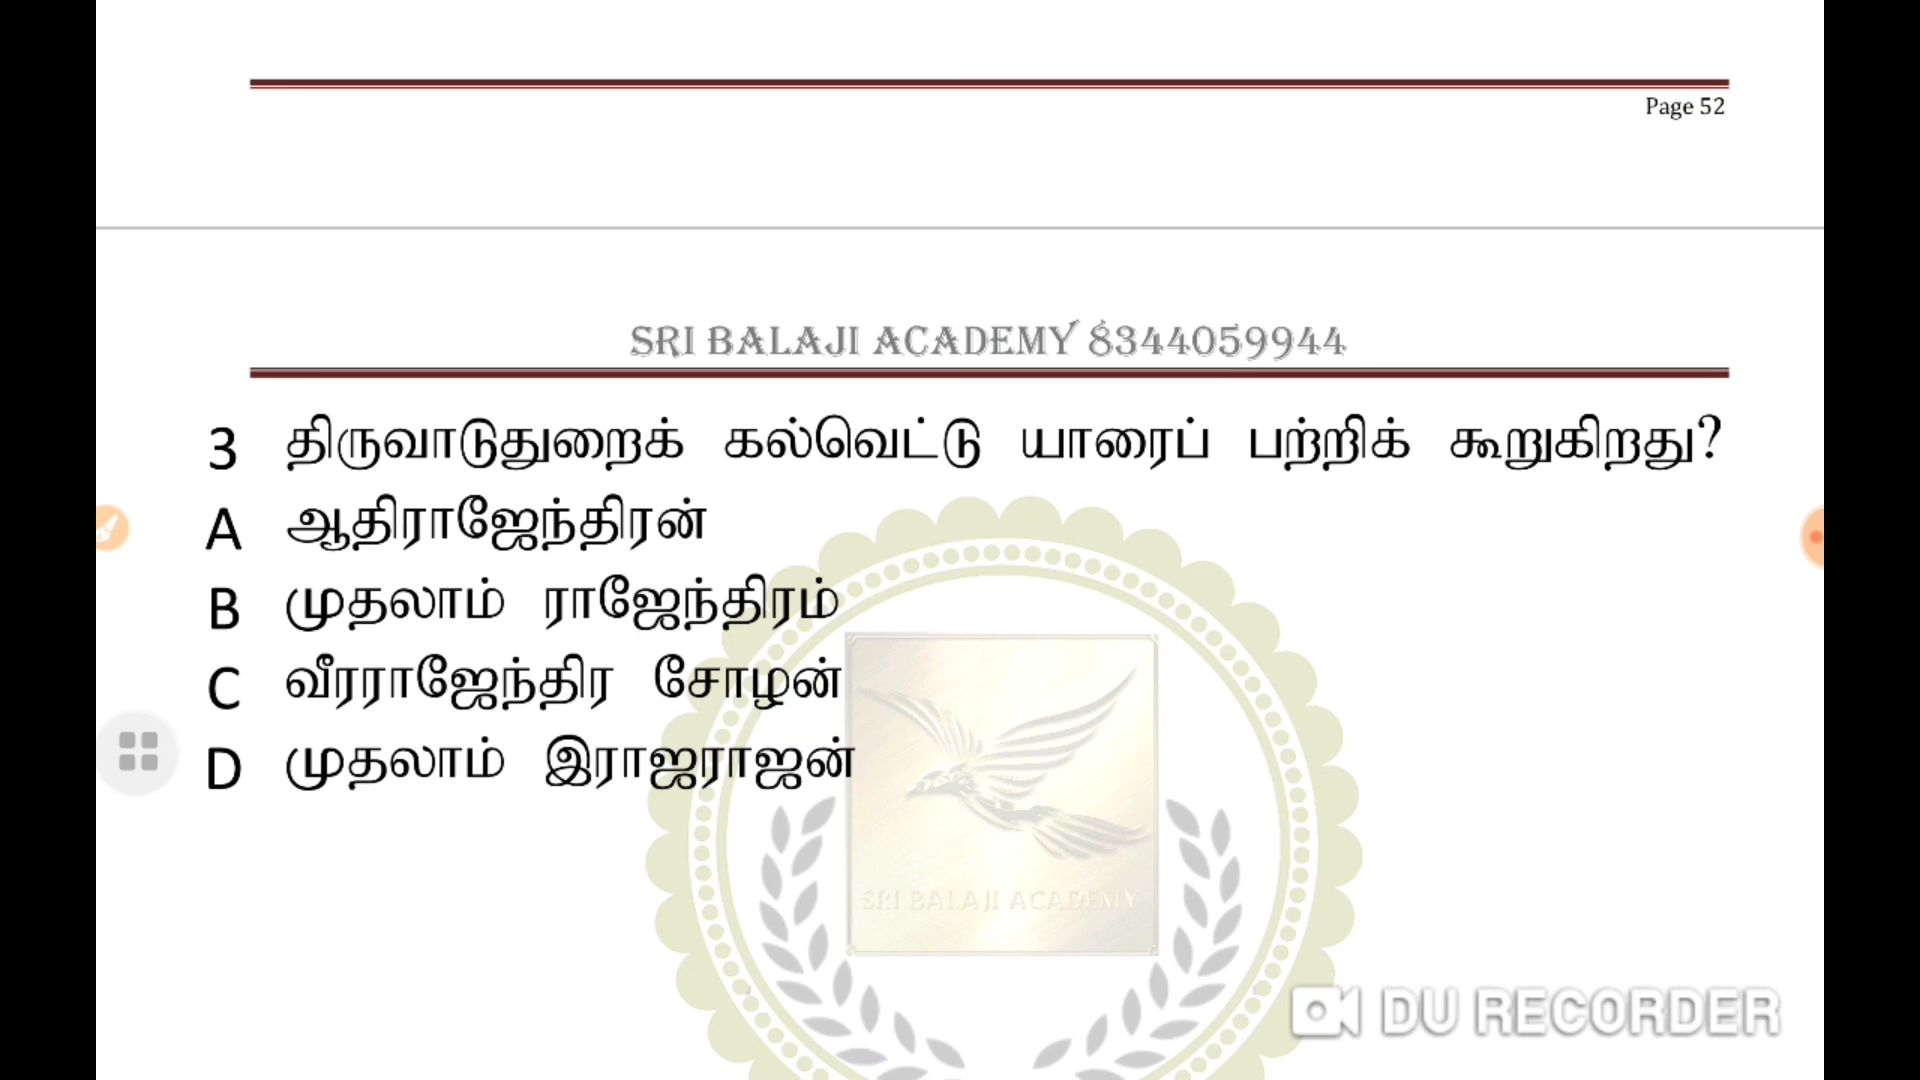 Page 52
SRI BALAJI ACADEMY 8344059944
3 திருவாடுதுறைக் கல்வெட்டு யாரைப் பற்றிக் கூறுகிறது?
A ஆதிராஜேந்திரன்
B முதலாம் ராஜேந்திரம்
C வீரராஜேந்திர சோழன்
D முதலாம் இராஜராஜன்
SRI BALAJI ACADEMY
DU RECORDER